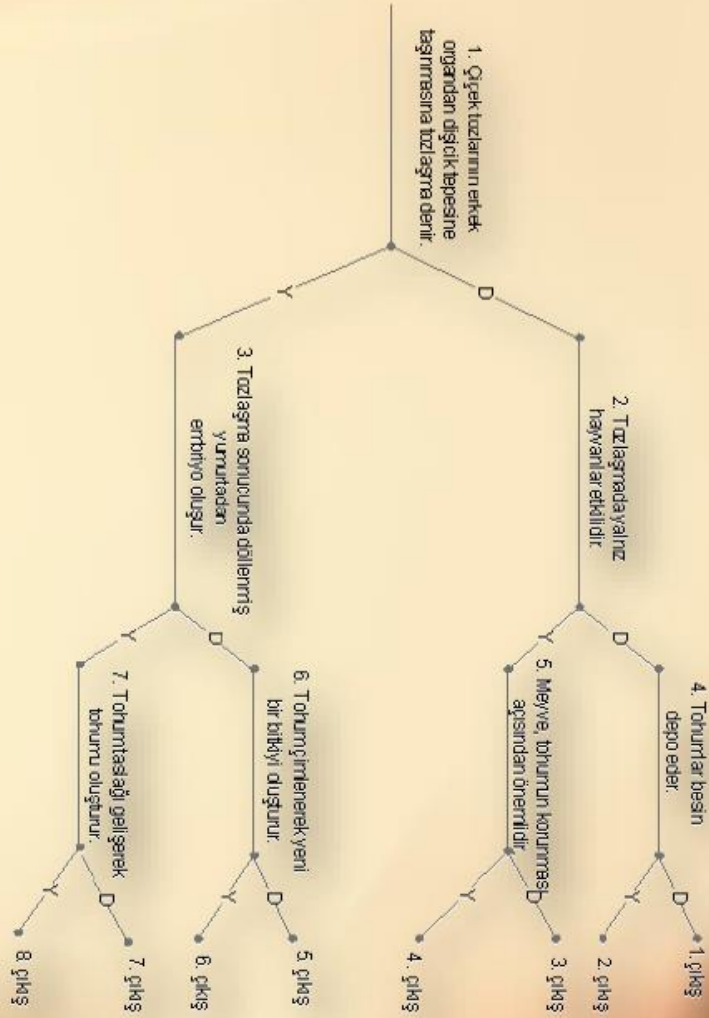 1. Çiçek tozlarının erkek
organdan dişicik tepesine
taşınmasına tozlaşma denir.
D
Y
2. Tozlaşmada yalnız
hayvanlar etkilidir.
D
Y
3. Tozlaşma sonucunda döllenmiş
yumurtadan
embriyo oluşur.
D
Y
4. Tohumlar besin
depo eder.
D
Y
5. Meyve, tohumun korunması
açısından önemlidir
D
Y
6. Tohum çimlenerek yeni
bir bitkiyi oluşturur.
D
Y
7. Tohum taslağı gelişerek
tohumu oluşturur.
D
Y
1. çıkış
2. çıkış
3. çıkış
4. çıkış
5. çıkış
6. çıkış
7. çıkış
8. çıkış